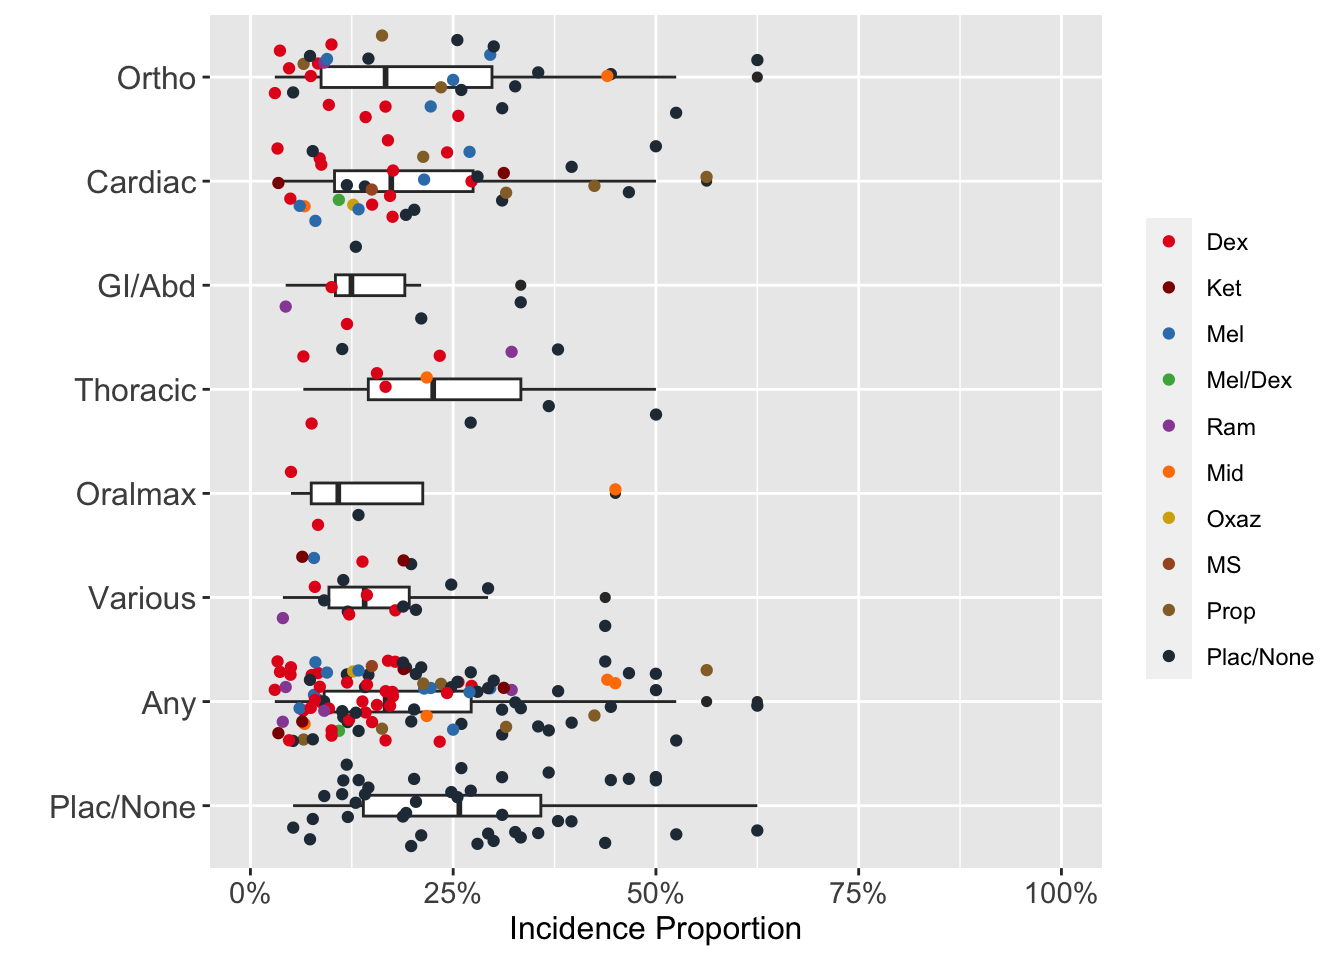 Ortho
Cardiac
GI/Abd
Thoracic
Oralmax
Various
Any
Plac/None
0%
25%
50%
75%
100%
Incidence Proportion
Dex
Ket
Mel
Mel/Dex
Ram
Mid
Oxaz
MS
Prop
Plac/None